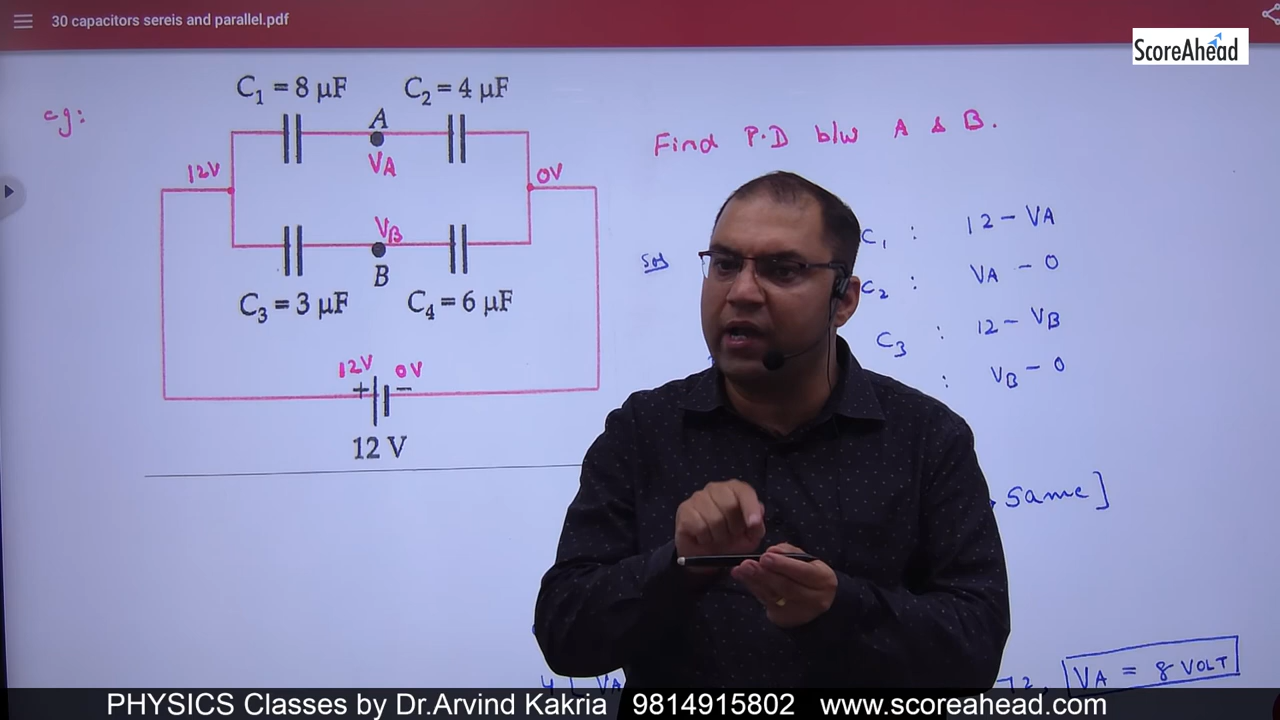 30 capacitors sereis and parallel.pdf
ScoreAhead
eg:
C1 = 8 μF
C2 = 4 μF
A
VA
12V
0V
VB
B
C3 = 3 μF
C4 = 6 μF
12V
0V
+
−
12 V
Find P.D b/w A & B.
Sol
C1 : 12 - VA
C2 : VA - 0
C3 : 12 - VB
: VB - 0
Same]
VA = 8 VOLT
PHYSICS Classes by Dr.Arvind Kakria 9814915802 www.scoreahead.com